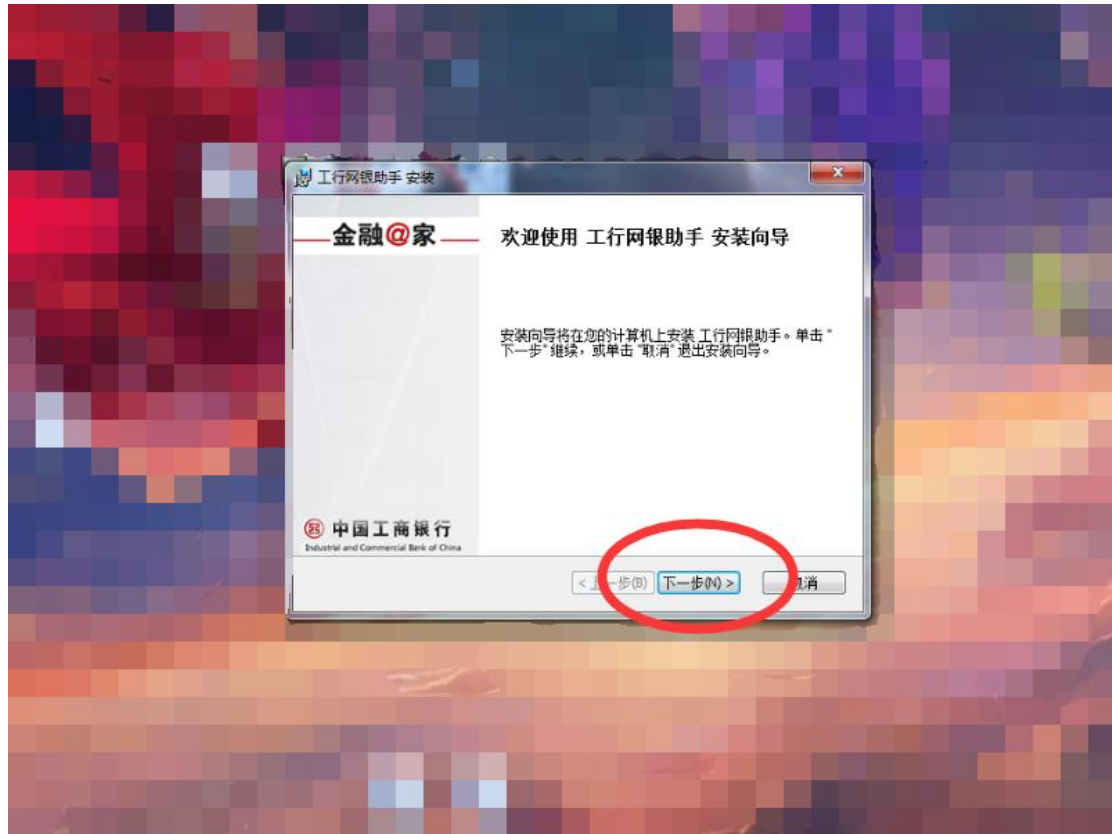 工行网银助手 安装
金融@家
欢迎使用 工行网银助手 安装向导
安装向导将在您的计算机上安装 工行网银助手。单击 "
下一步" 继续，或单击 "取消" 退出安装向导。
中国工商银行
Industrial and Commercial Bank of China
< 上一步(B) 下一步(N) > 取消